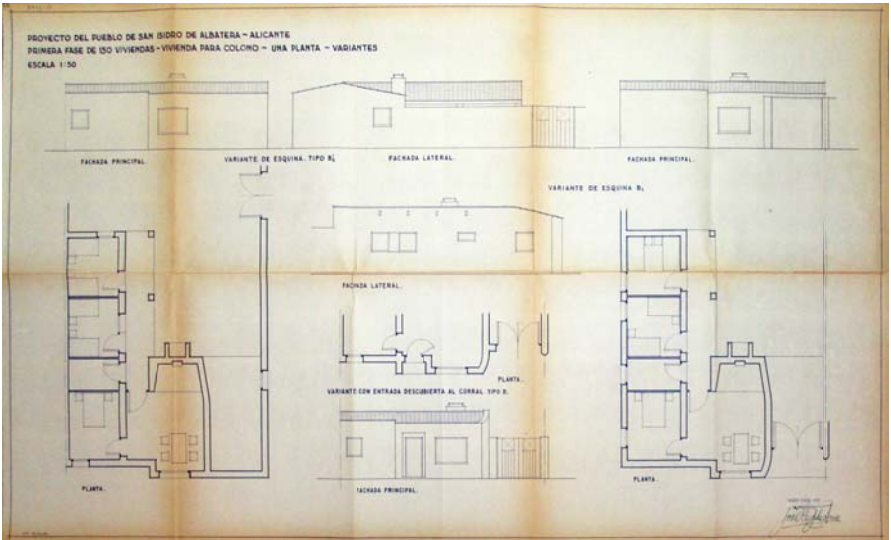 PROYECTO DEL PUEBLO DE SAN ISIDRO DE ALBATERA – ALICANTE
PRIMERA FASE DE 150 VIVIENDAS – VIVIENDA PARA COLONO – UNA PLANTA – VARIANTES
ESCALA 1:50
FACHADA PRINCIPAL.
VARIANTE DE ESQUINA. TIPO B
FACHADA LATERAL.
FACHADA PRINCIPAL.
VARIANTE DE ESQUINA B
FACHADA LATERAL.
PLANTA.
VARIANTE CON ENTRADA DESCUBIERTA AL CORRAL. TIPO B.
PLANTA.
FACHADA PRINCIPAL.
PLANTA.